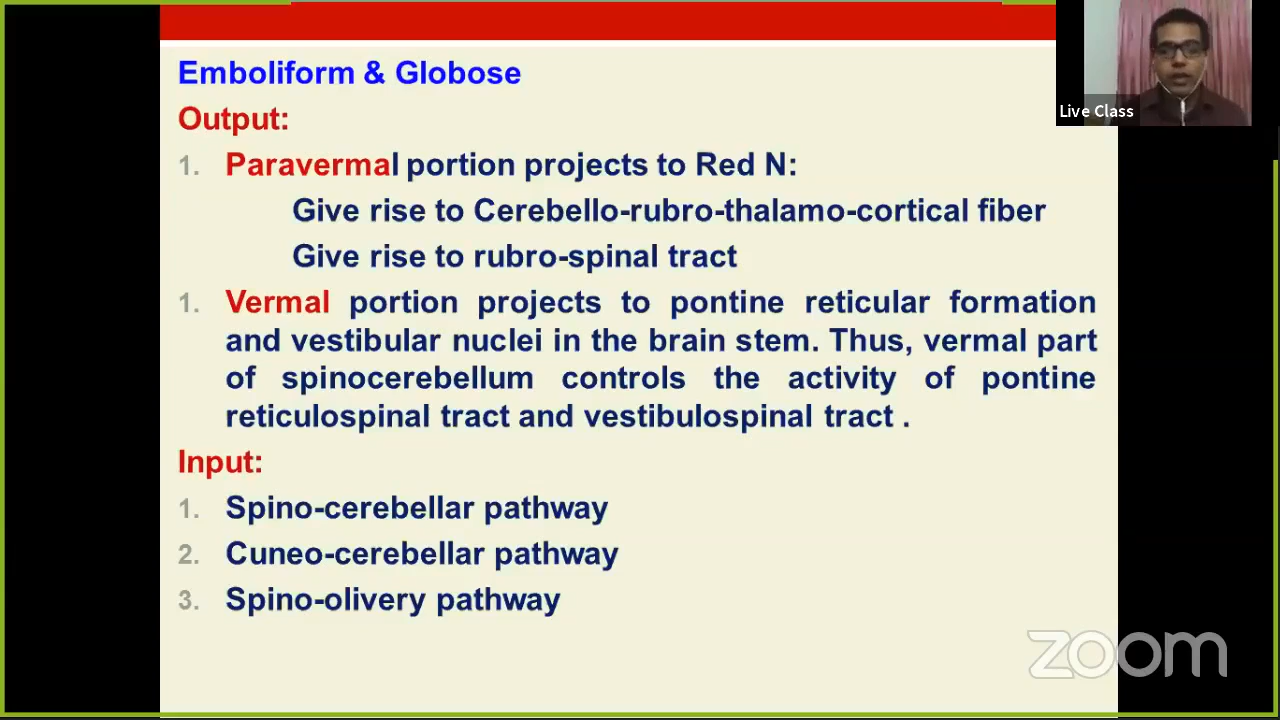 Emboliform & Globose
Output:
1. Paravermal portion projects to Red N:
Give rise to Cerebello-rubro-thalamo-cortical fiber
Give rise to rubro-spinal tract
1. Vermal portion projects to pontine reticular formation
and vestibular nuclei in the brain stem. Thus, vermal part
of spinocerebellum controls the activity of pontine
reticulospinal tract and vestibulospinal tract .
Input:
1. Spino-cerebellar pathway
2. Cuneo-cerebellar pathway
3. Spino-olivery pathway
Live Class
zoom